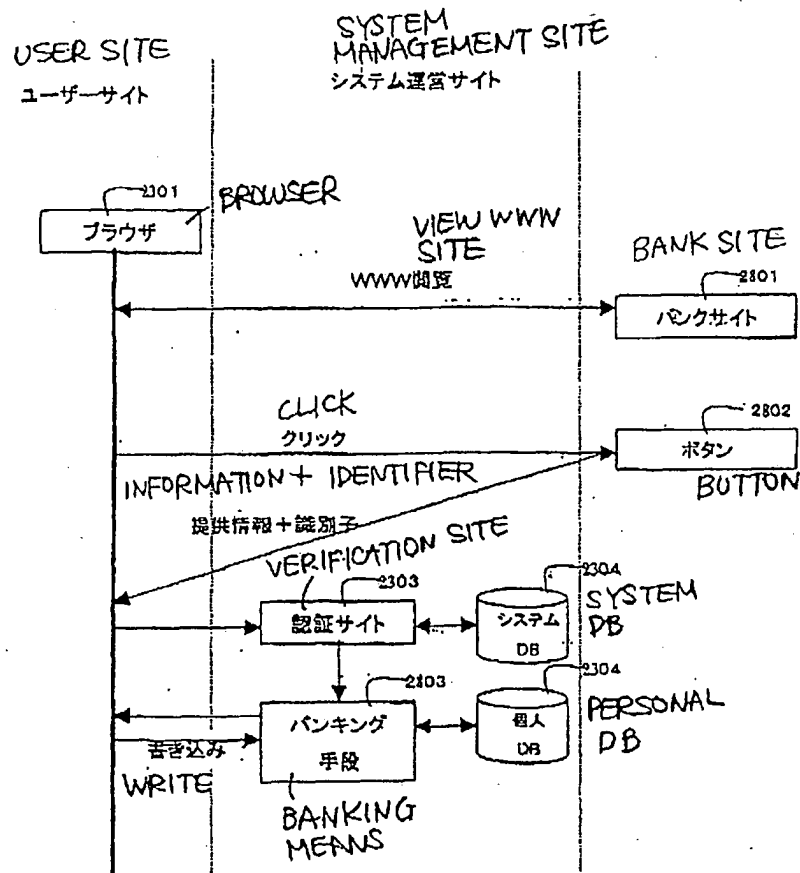 USER SITE
ユーザーサイト
SYSTEM
MANAGEMENT SITE
システム運営サイト
2301
BROWSER
ブラウザ
VIEW WWW
SITE
WWW閲覧
BANK SITE
2801
バンクサイト
CLICK
クリック
2802
ボタン
BUTTON
INFORMATION + IDENTIFIER
提供情報+識別子
VERIFICATION SITE
2303
認証サイト
2304
システム
DB
SYSTEM
DB
2803
バンキング
手段
2304
個人
DB
PERSONAL
DB
書き込み
WRITE
BANKING
MEANS